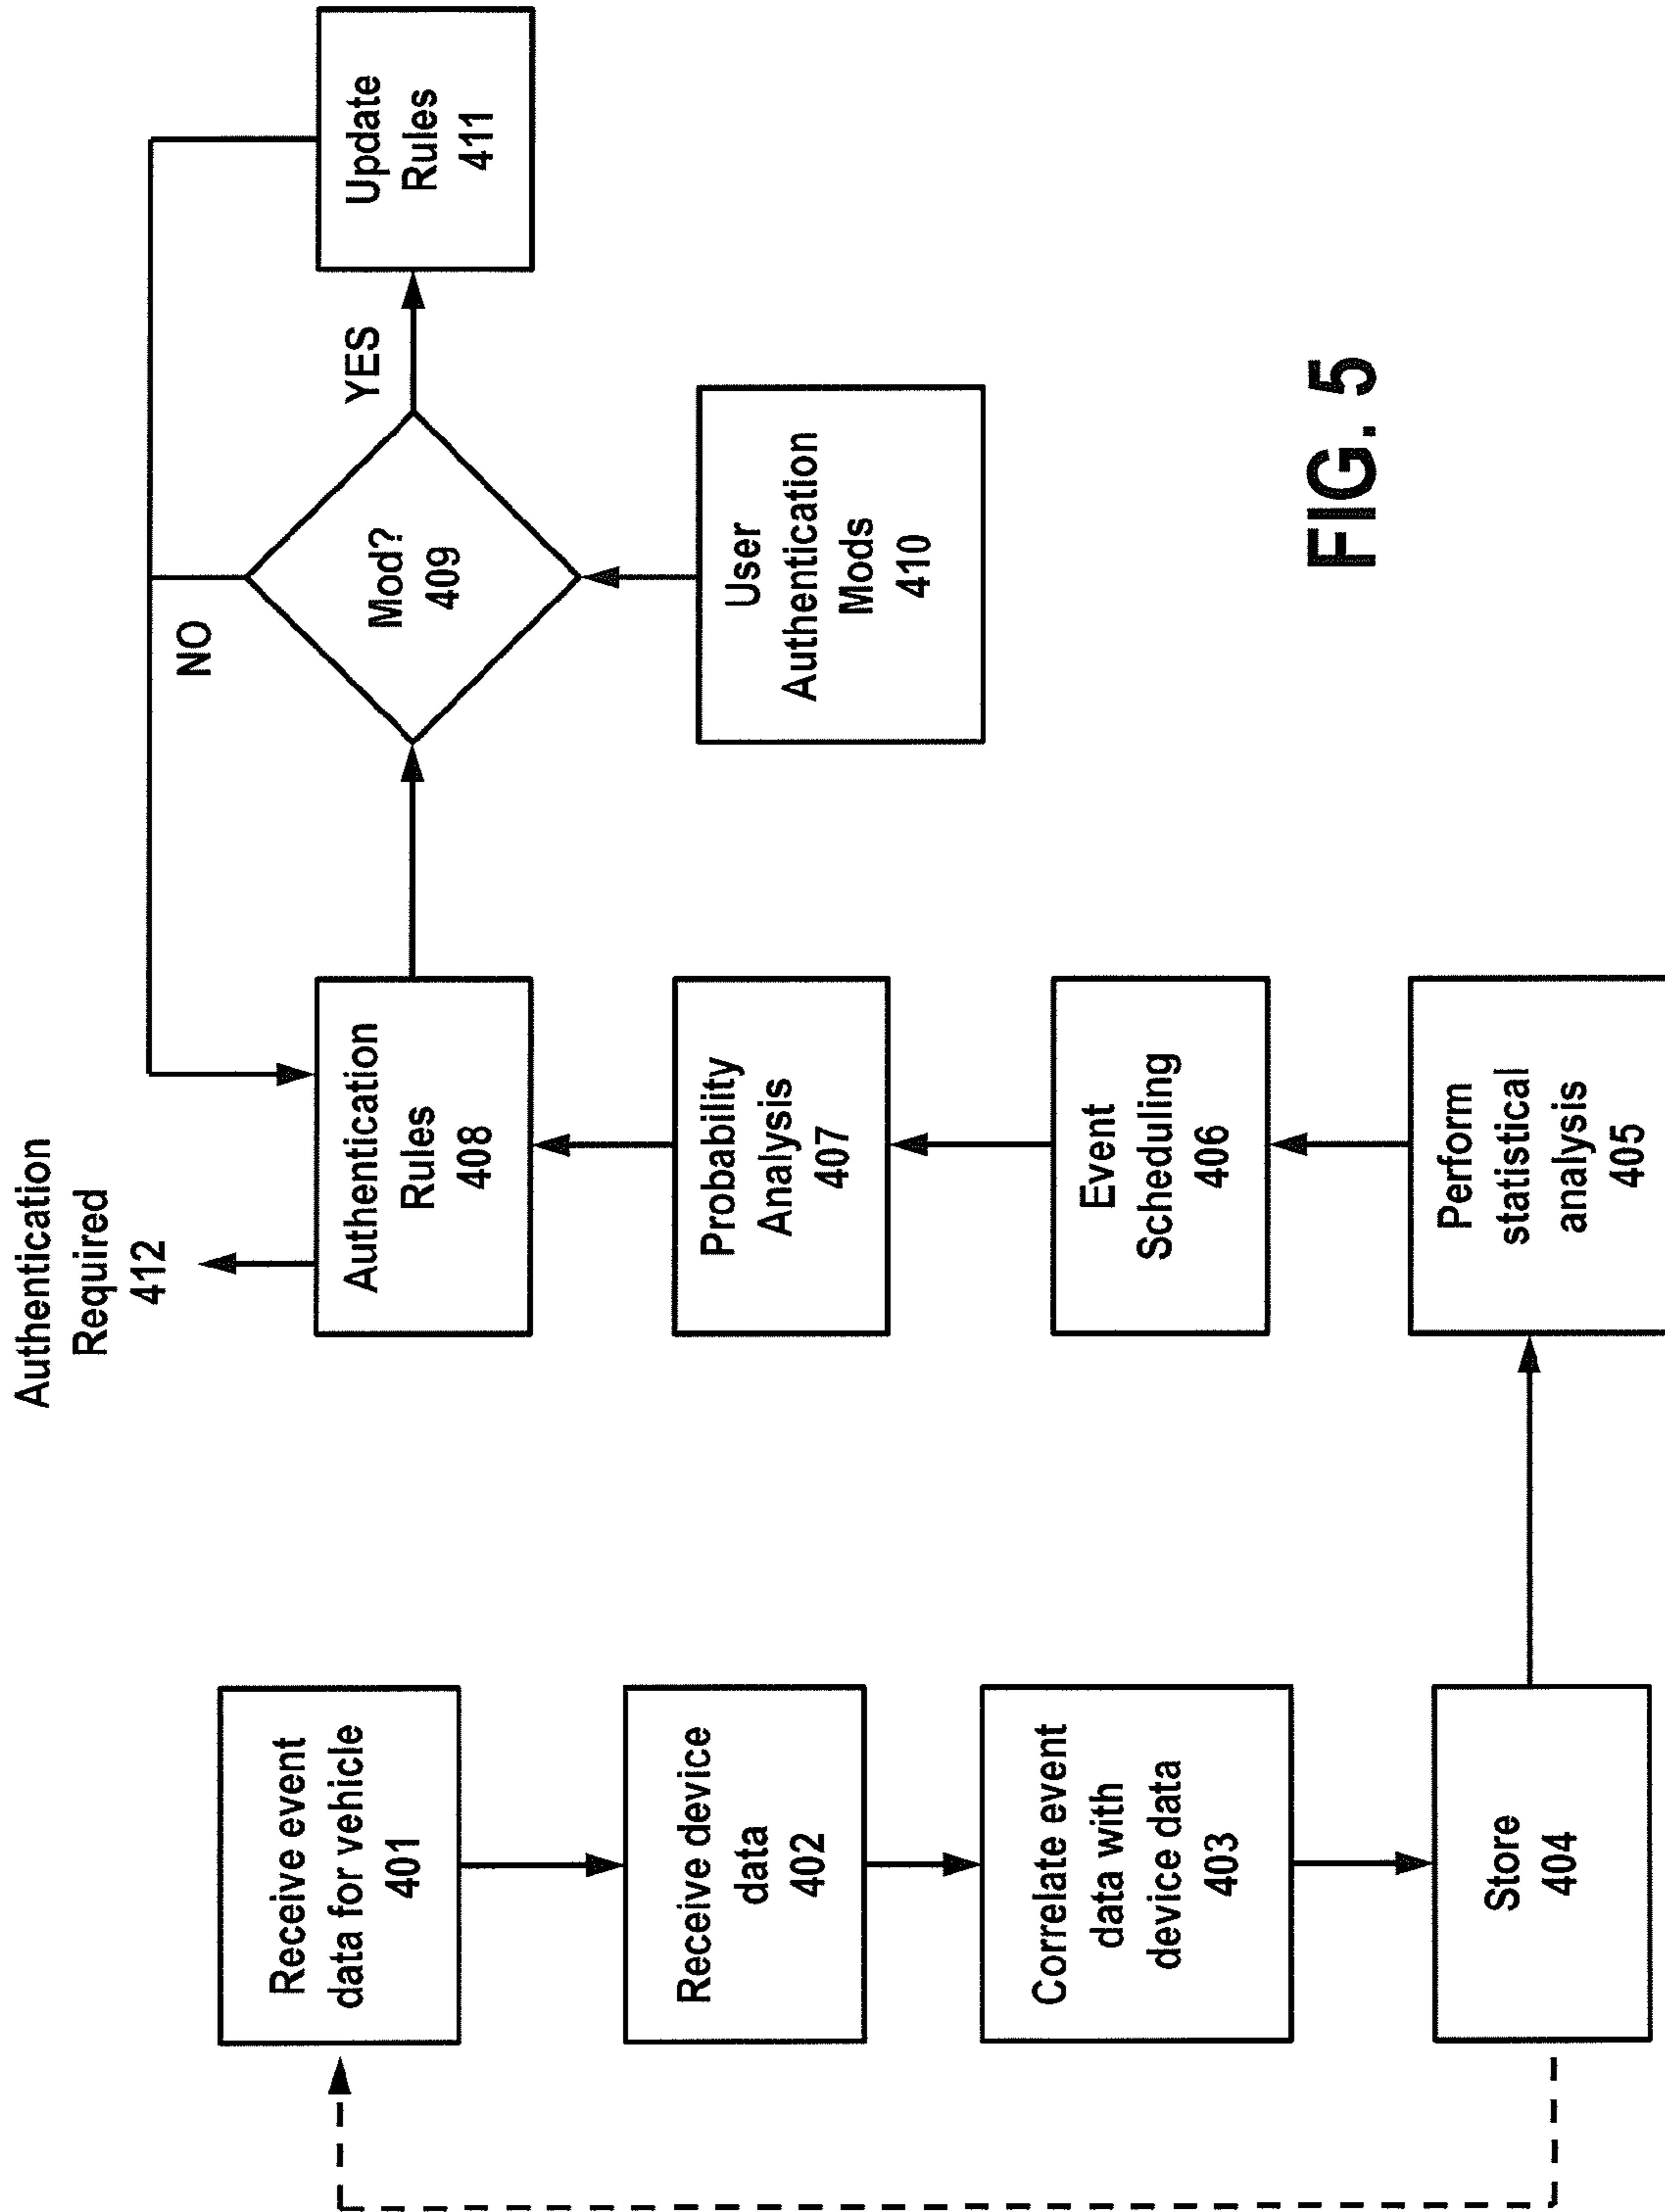 Receive event
data for vehicle
401
Receive device
data
402
Correlate event
data with
device data
403
Store
404
Perform
statistical
analysis
405
Event
Scheduling
406
Probability
Analysis
407
Authentication
Rules
408
Authentication
Required
412
Mod?
409
NO
YES
User
Authentication
Mods
410
Update
Rules
411
FIG. 5